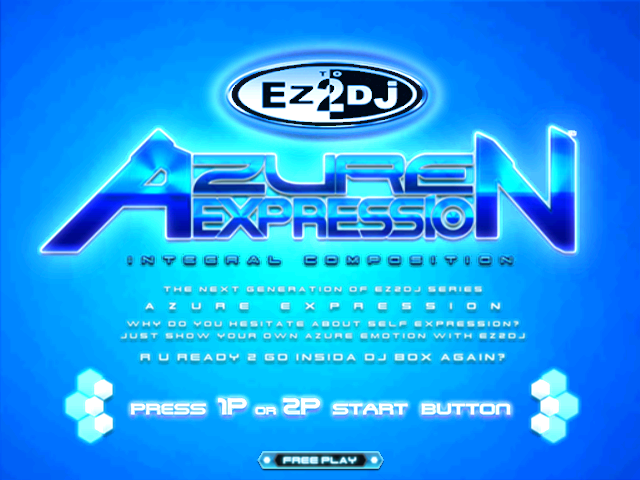 TO
Ez2DJ
AZURE
EXPRESSION
INTEGRAL COMPOSITION
THE NEXT GENERATION OF EZ2DJ SERIES
AZURE EXPRESSION
WHY DO YOU HESITATE ABOUT SELF EXPRESSION?
JUST SHOW YOUR OWN AZURE EMOTION WITH EZ2DJ
R U READY 2 GO INSIDA DJ BOX AGAIN?
PRESS 1P OR 2P START BUTTON
FREE PLAY